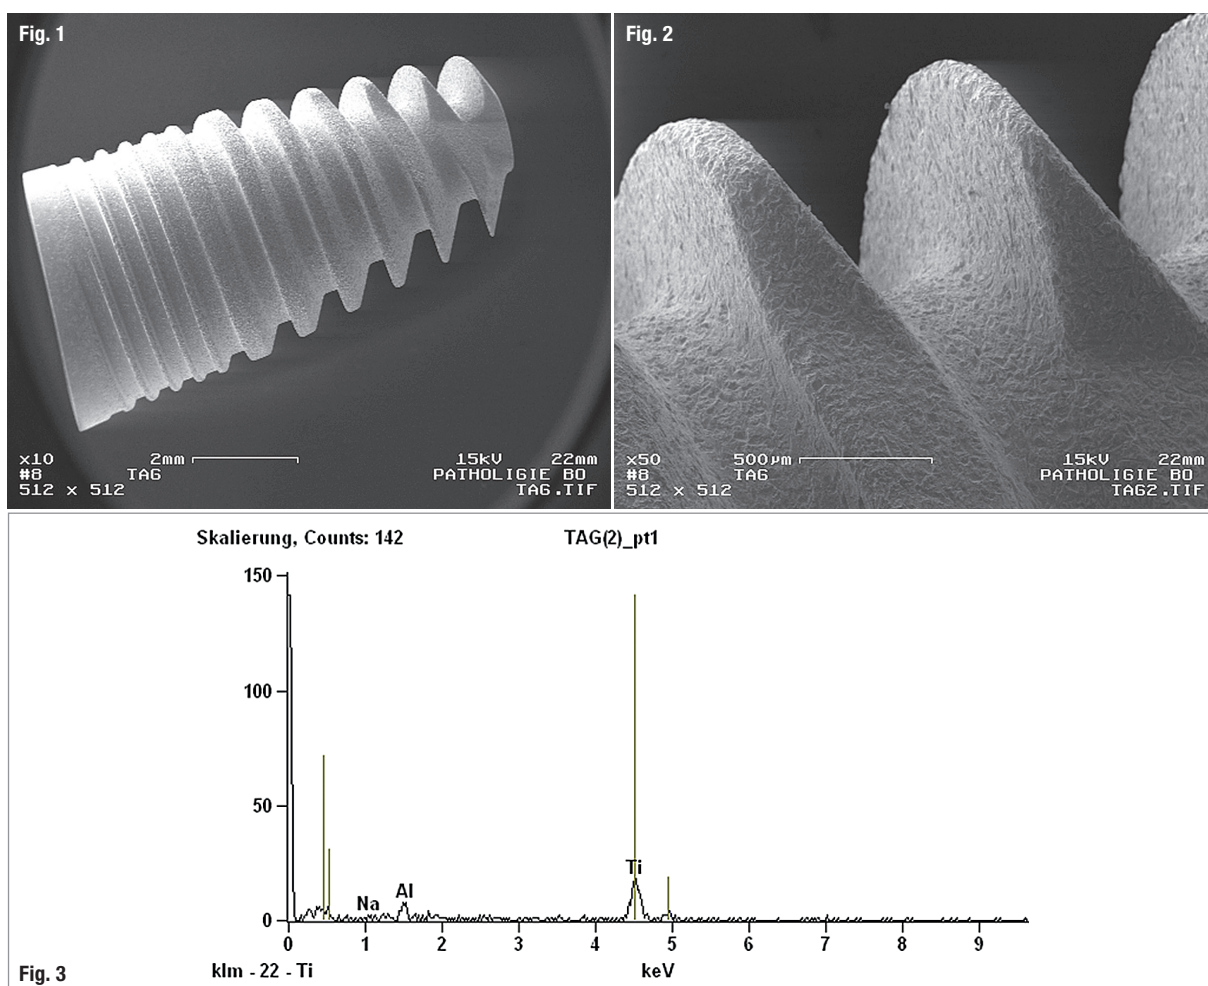 Fig. 1
x10 2mm 15kV 22mm
#8 TAG PATHOLIGIE BO
512 x 512 TAG.TIF
Fig. 2
x50 500µm 15kV 22mm
#8 TAG PATHOLIGIE BO
512 x 512 TAG2.TIF
Skalierung, Counts: 142 TAG(2)_pt1
150
100
50
0
Na Al Ti
0 1 2 3 4 5 6 7 8 9
klm - 22 - Ti keV
Fig. 3